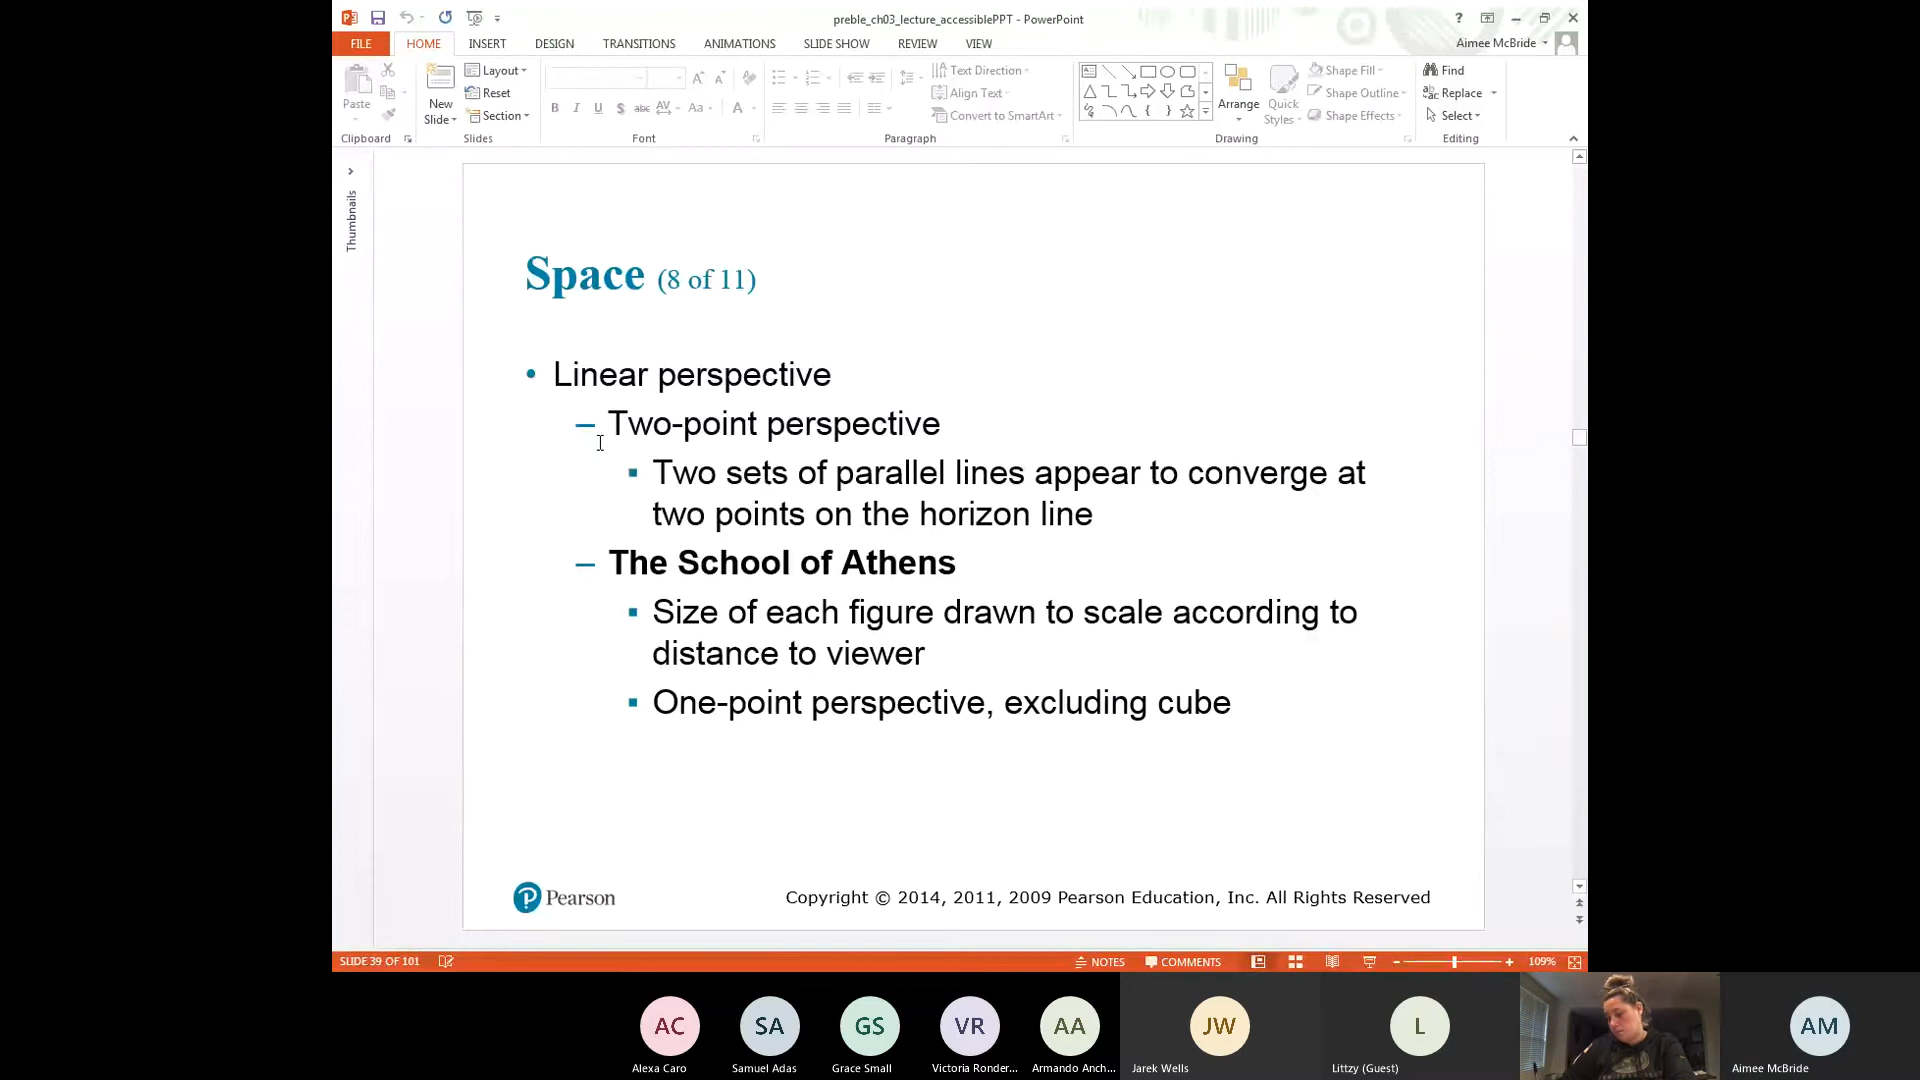 preble_ch03_lecture_accessiblePPT - PowerPoint
FILE HOME INSERT DESIGN TRANSITIONS ANIMATIONS SLIDE SHOW REVIEW VIEW
Aimee McBride
Paste
New
Slide
Layout
Reset
Section
Text Direction
Align Text
Convert to SmartArt
Arrange
Quick
Styles
Shape Fill
Shape Outline
Shape Effects
Find
Replace
Select
Clipboard Slides Font Paragraph Drawing Editing
Thumbnails
Space (8 of 11)
• Linear perspective
– Two-point perspective
▪ Two sets of parallel lines appear to converge at
two points on the horizon line
– The School of Athens
▪ Size of each figure drawn to scale according to
distance to viewer
▪ One-point perspective, excluding cube
Pearson
Copyright © 2014, 2011, 2009 Pearson Education, Inc. All Rights Reserved
SLIDE 39 OF 101
NOTES COMMENTS 109%
AC SA GS VR AA JW L AM
Alexa Caro Samuel Adas Grace Small Victoria Ronder... Armando Anch... Jarek Wells Littzy (Guest) Aimee McBride